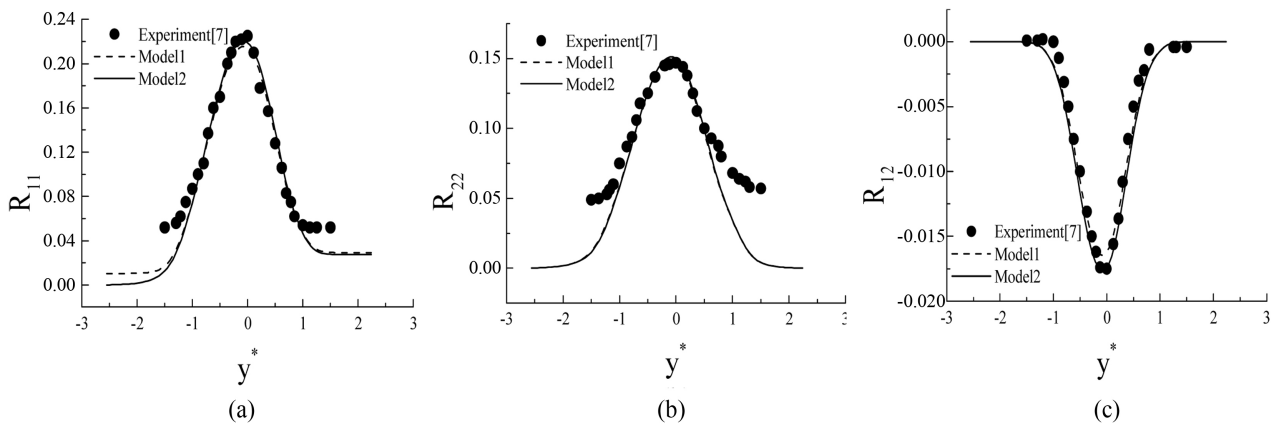 0.24
0.20
0.16
0.12
0.08
0.04
0.00
R11
Experiment[7]
Model1
Model2
-3 -2 -1 0 1 2 3
y*
(a)
0.15
0.10
0.05
0.00
R22
Experiment[7]
Model1
Model2
-3 -2 -1 0 1 2
y*
(b)
0.000
-0.005
-0.010
-0.015
-0.020
R12
Experiment[7]
Model1
Model2
-3 -2 -1 0 1 2 3
y*
(c)